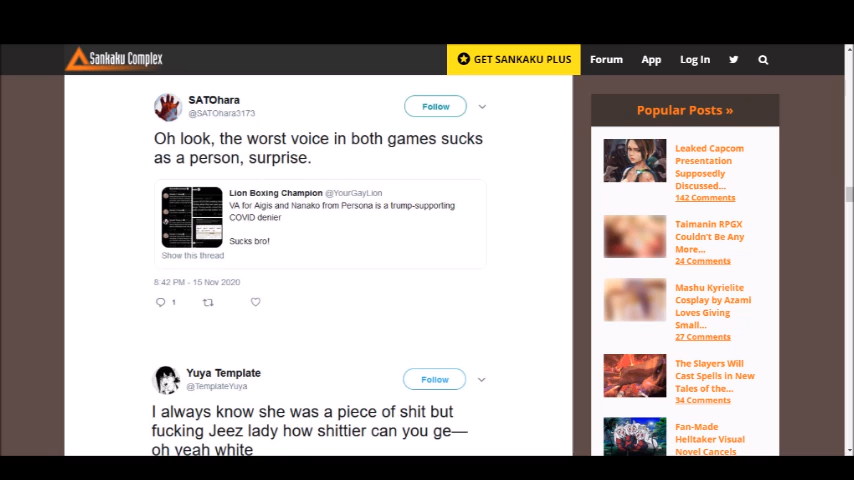 Sankaku Complex
GET SANKAKU PLUS
Forum
App
Log In
SATOhara
@SATOhara3173
Follow
Oh look, the worst voice in both games sucks
as a person, surprise.
Lion Boxing Champion @YourGayLion
VA for Aigis and Nanako from Persona is a trump-supporting
COVID denier
Sucks bro!
Show this thread
8:42 PM - 15 Nov 2020
1
Yuya Template
@TemplateYuya
Follow
I always know she was a piece of shit but
fucking Jeez lady how shittier can you ge—
oh yeah white
Popular Posts »
Leaked Capcom
Presentation
Supposedly
Discussed...
142 Comments
Taimanin RPGX
Couldn't Be Any
More...
24 Comments
Mashu Kyrielite
Cosplay by Azami
Loves Giving
Small...
27 Comments
The Slayers Will
Cast Spells in New
Tales of the...
34 Comments
Fan-Made
Helltaker Visual
Novel Cancels